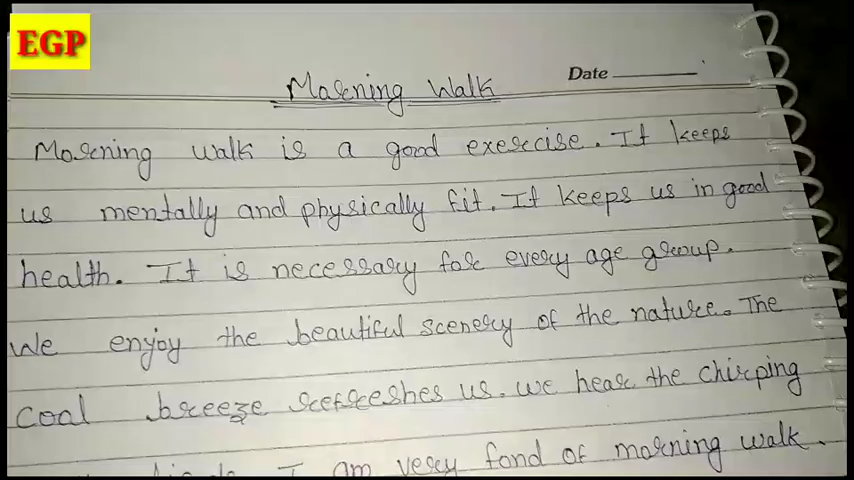 EGP
Morning Walk
Date
Morning walk is a good exercise. It keeps
us mentally and physically fit. It keeps us in good
health. It is necessary for every age group.
We enjoy the beautiful scenery of the nature. The
coal breeze refreshes us. We hear the chirping
I am very fond of morning walk.